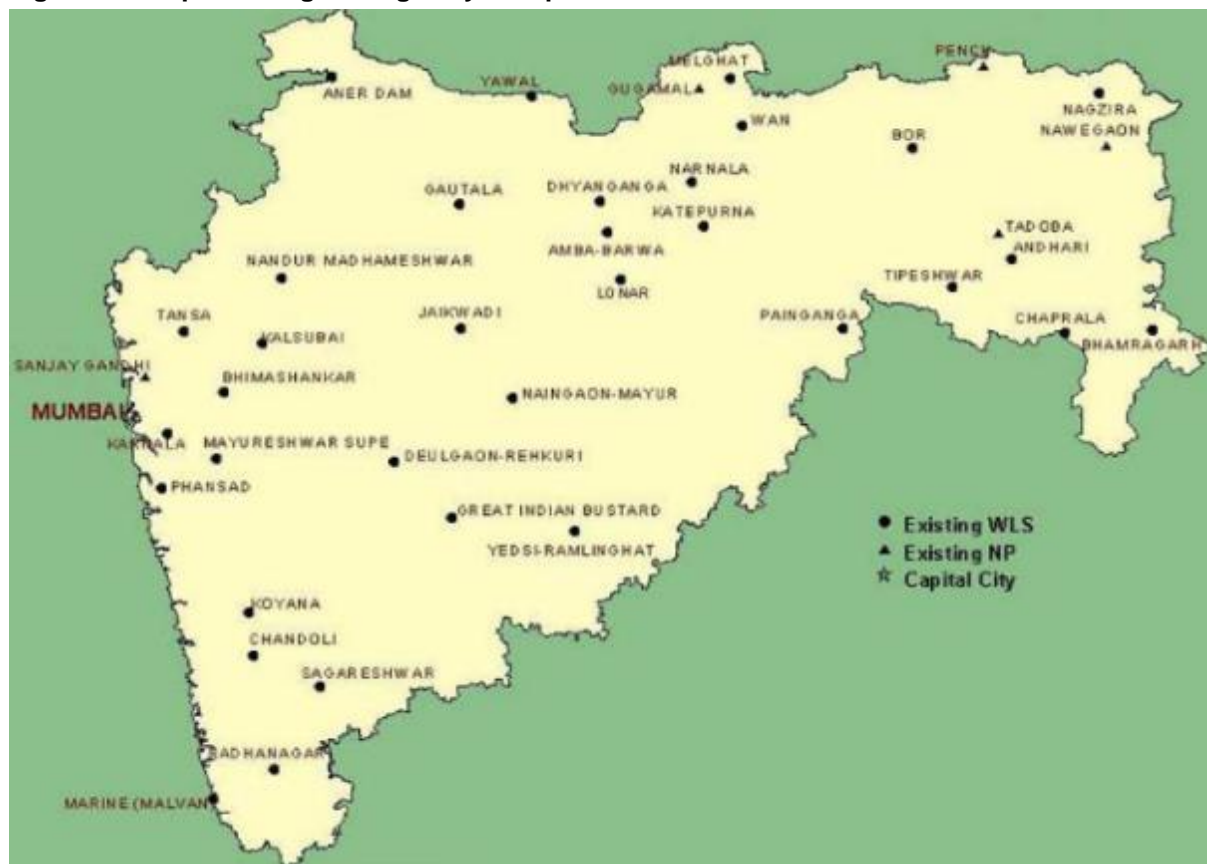 PENCH
MELGHAT
YAWAL
GUGAMAL
ANER DAM
NAGZIRA
WAN
NAWEGAON
BOR
NARNALA
GAUTALA
DHYANGANGA
KATEPURNA
TADOBA
AMBA-BARWA
ANDHARI
NANDUR MADHAMESHWAR
TIPESHWAR
LONAR
TANSA
JAIKWADI
PAINGANGA
CHAPRALA
KALSUBAI
BHAMRAGARH
SANJAY GANDHI
BHIMASHANKAR
NAINGAON-MAYUR
MUMBAI
KARNALA
MAYURESHWAR SUPE
DEULGAON-REHKURI
PHANSAD
GREAT INDIAN BUSTARD
Existing WLS
YEDSI-RAMLINGHAT
Existing NP
Capital City
KOYANA
CHANDOLI
SAGARESHWAR
RADHANAGAR
MARINE (MALVAN)